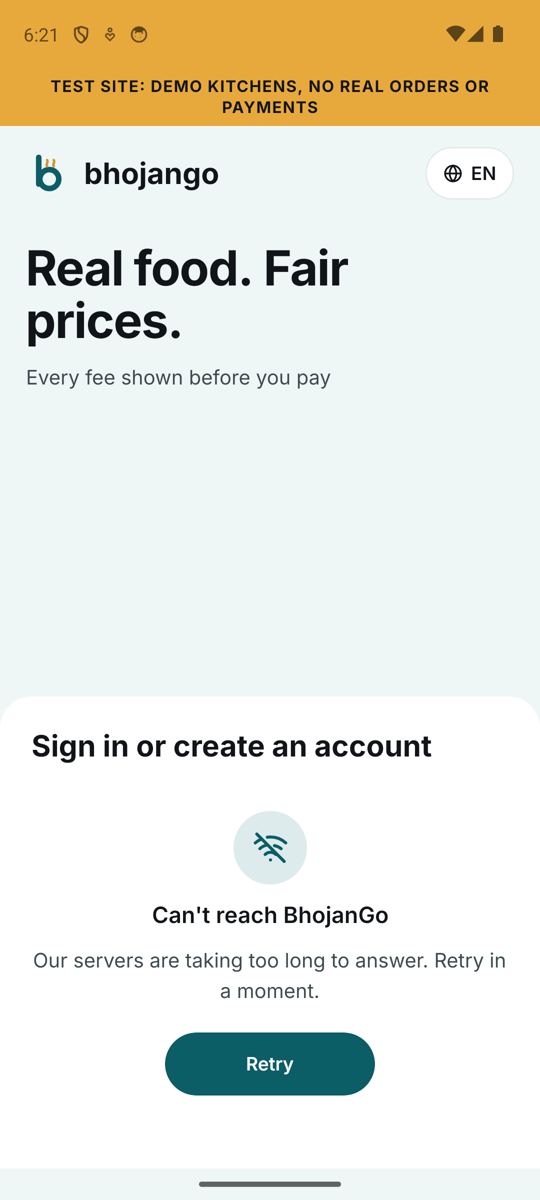 6:21
TEST SITE: DEMO KITCHENS, NO REAL ORDERS OR
PAYMENTS
bhojango
EN
Real food. Fair
prices.
Every fee shown before you pay
Sign in or create an account
Can't reach BhojanGo
Our servers are taking too long to answer. Retry in
a moment.
Retry